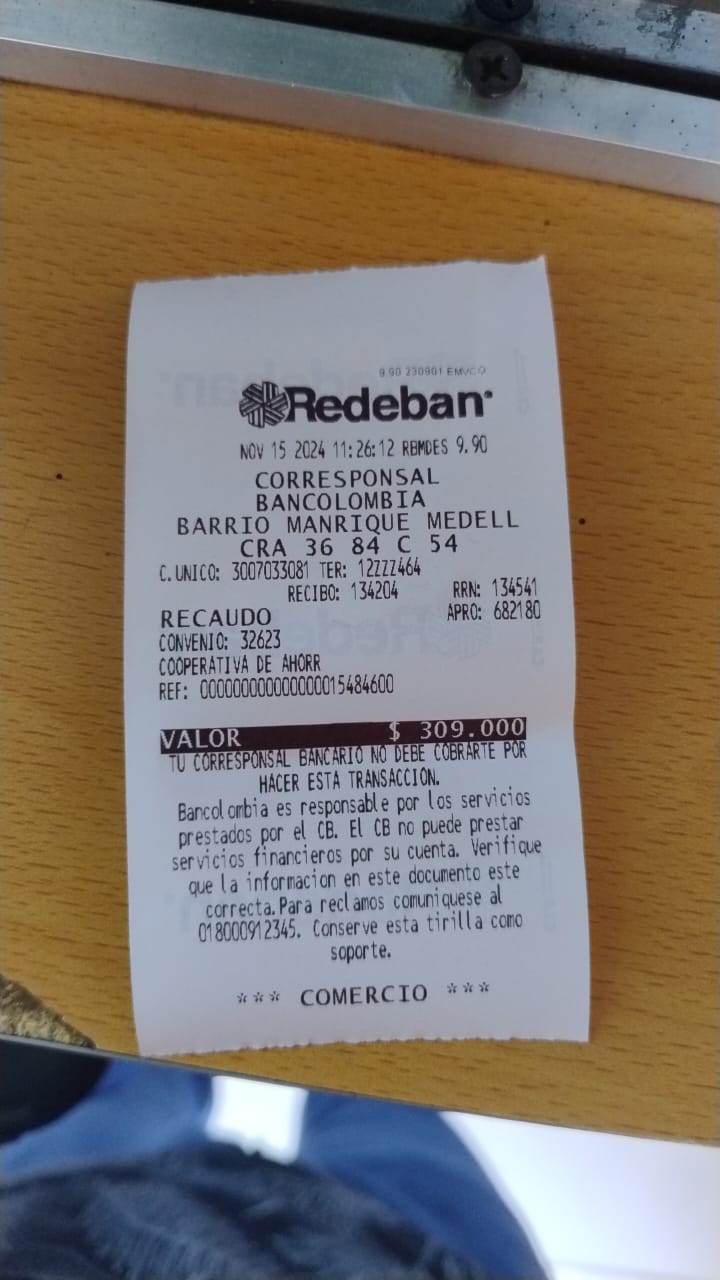 9.90 230901 EMVCO
Redeban
NOV 15 2024 11:26:12 RBMDES 9.90
CORRESPONSAL
BANCOLOMBIA
BARRIO MANRIQUE MEDELL
CRA 36 84 C 54
C.UNICO: 3007033081 TER: 12ZZZ464
RECIBO: 134204 RRN: 134541
RECAUDO APRO: 682180
CONVENIO: 32623
COOPERATIVA DE AHORR
REF: 000000000000000015484600
VALOR $ 309.000
TU CORRESPONSAL BANCARIO NO DEBE COBRARTE POR
HACER ESTA TRANSACCION.
Bancolombia es responsable por los servicios
prestados por el CB. El CB no puede prestar
servicios financieros por su cuenta. Verifique
que la informacion en este documento este
correcta.Para reclamos comuniquese al
018000912345. Conserve esta tirilla como
soporte.
*** COMERCIO ***